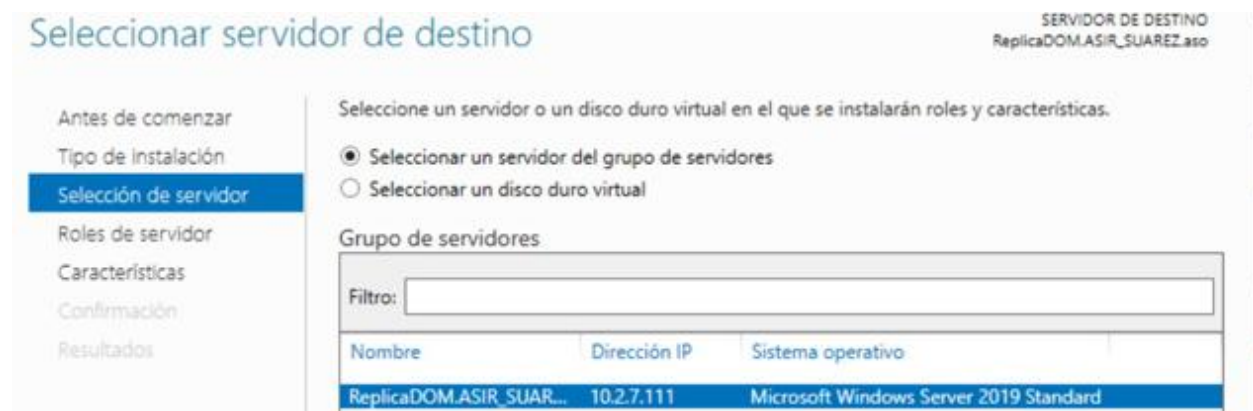 Seleccionar servidor de destino
SERVIDOR DE DESTINO
ReplicaDOM.ASIR_SUAREZ.aso
Antes de comenzar
Tipo de instalación
Selección de servidor
Roles de servidor
Características
Confirmación
Resultados
Seleccione un servidor o un disco duro virtual en el que se instalarán roles y características.
Seleccionar un servidor del grupo de servidores
Seleccionar un disco duro virtual
Grupo de servidores
Filtro:
Nombre Dirección IP Sistema operativo
ReplicaDOM.ASIR_SUAR... 10.2.7.111 Microsoft Windows Server 2019 Standard